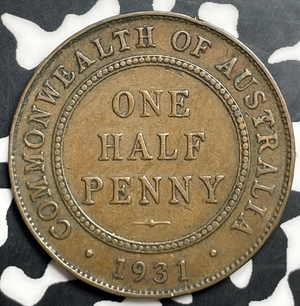 COMMONWEALTH OF AUSTRALIA
ONE
HALF
PENNY
· 1931 ·